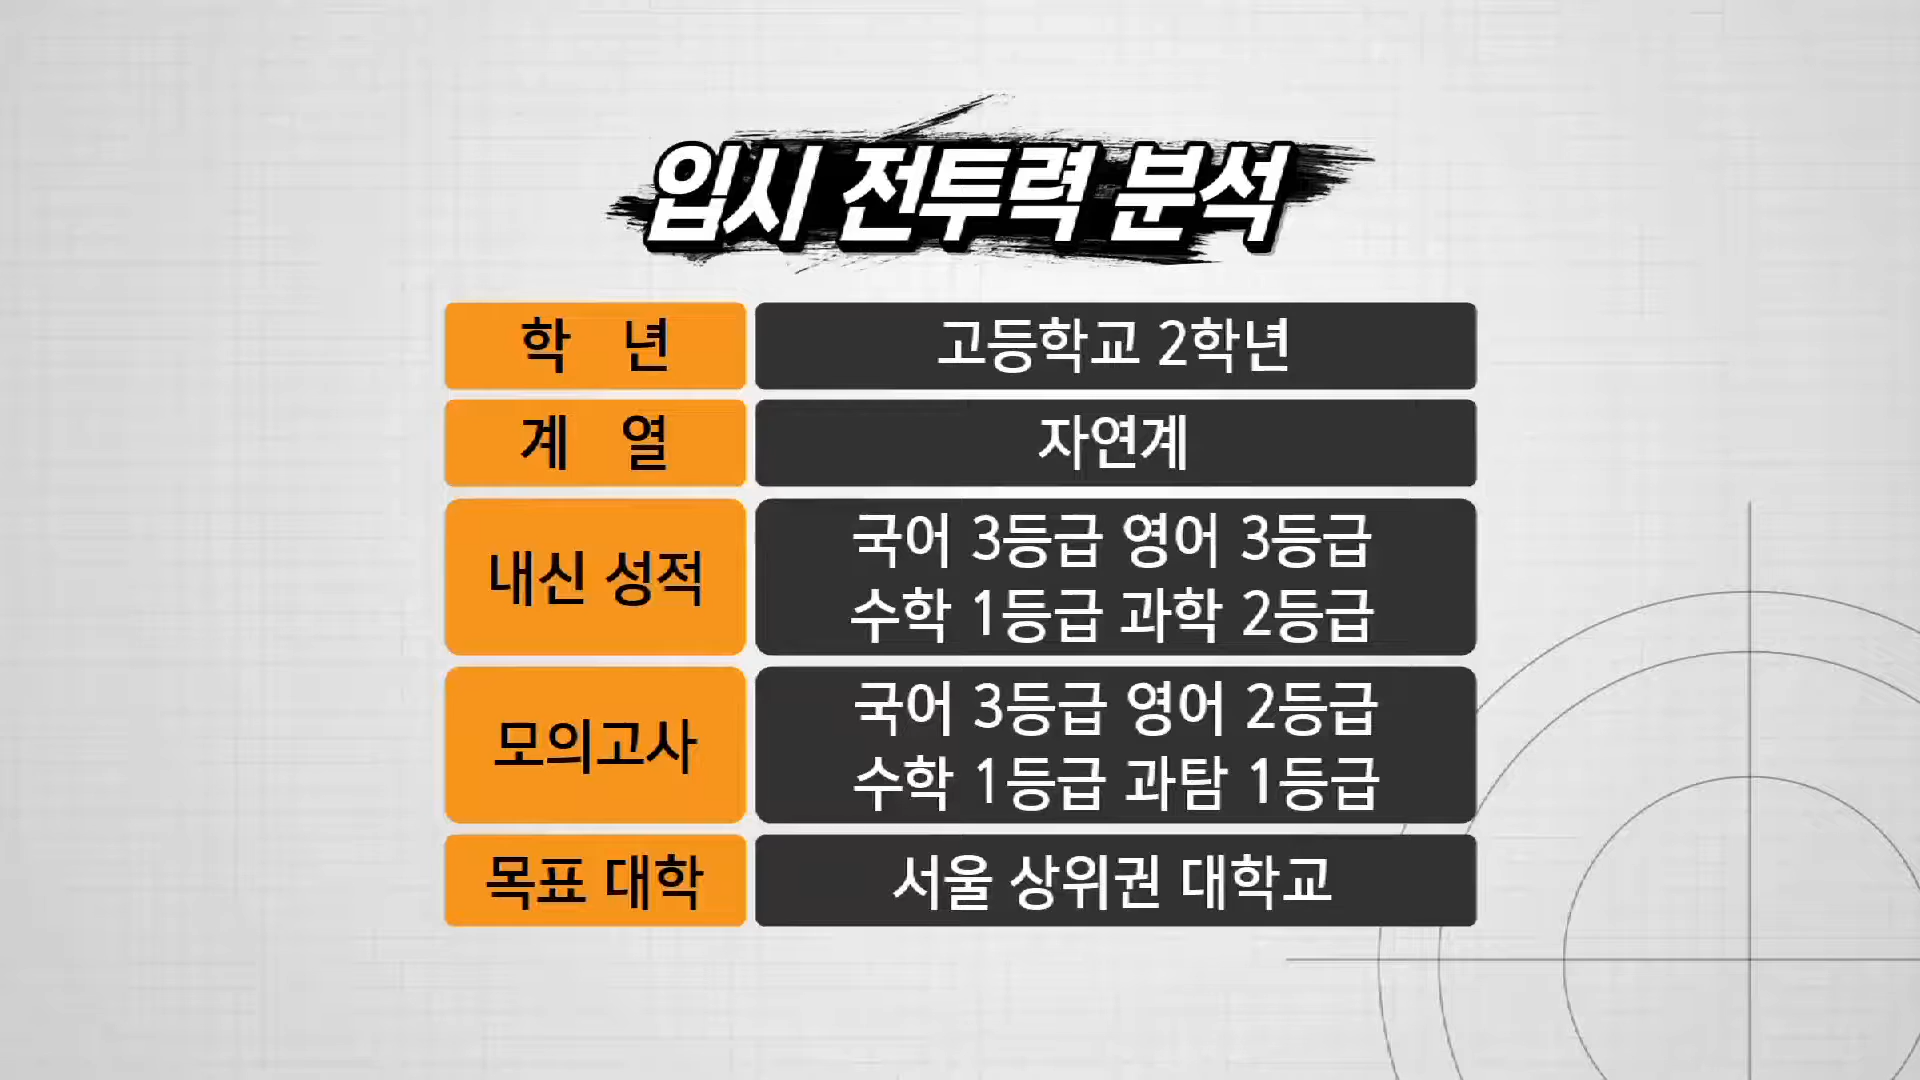 입시 전투력 분석
학 년
고등학교 2학년
계 열
자연계
내신 성적
국어 3등급 영어 3등급
수학 1등급 과학 2등급
모의고사
국어 3등급 영어 2등급
수학 1등급 과탐 1등급
목표 대학
서울 상위권 대학교